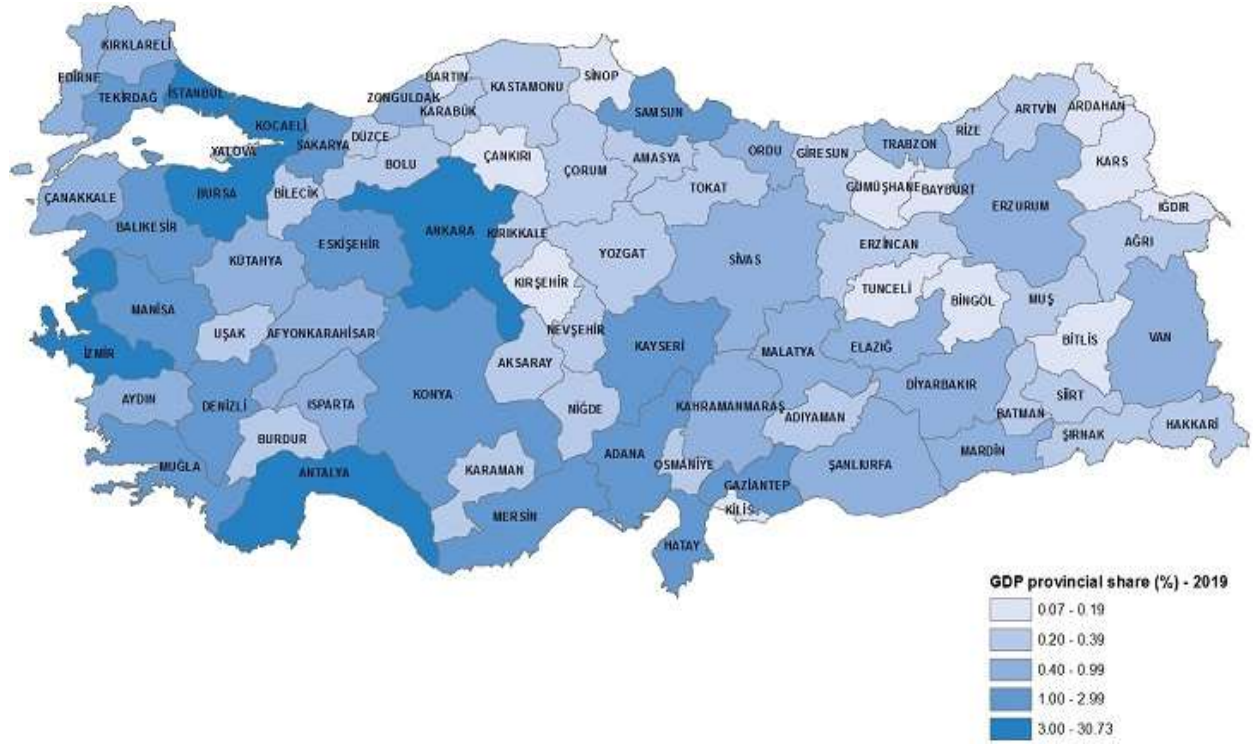 KIRKLARELİ
EDİRNE
TEKİRDAĞ
İSTANBUL
KOCAELİ
YALOVA
SAKARYA
DÜZCE
ZONGULDAK
BARTIN
KARABÜK
KASTAMONU
SİNOP
SAMSUN
ORDU
GİRESUN
TRABZON
RİZE
ARTVİN
ARDAHAN
KARS
IĞDIR
AĞRI
ERZURUM
BAYBURT
GÜMÜŞHANE
TOKAT
AMASYA
ÇORUM
ÇANKIRI
BOLU
BİLECİK
BURSA
ÇANAKKALE
BALIKESİR
KÜTAHYA
ESKİŞEHİR
ANKARA
KIRIKKALE
YOZGAT
SİVAS
ERZİNCAN
TUNCELİ
BİNGÖL
MUŞ
BİTLİS
VAN
ELAZIĞ
MALATYA
KAYSERİ
NEVŞEHİR
KIRŞEHİR
AKSARAY
KONYA
AFYONKARAHİSAR
UŞAK
MANİSA
İZMİR
AYDIN
DENİZLİ
ISPARTA
BURDUR
MUĞLA
ANTALYA
KARAMAN
MERSİN
NİĞDE
ADANA
OSMANİYE
KAHRAMANMARAŞ
ADIYAMAN
DİYARBAKIR
BATMAN
SİİRT
ŞIRNAK
HAKKARİ
MARDİN
ŞANLIURFA
GAZİANTEP
KİLİS
HATAY
GDP provincial share (%) - 2019
0.07 - 0.19
0.20 - 0.39
0.40 - 0.99
1.00 - 2.99
3.00 - 30.73